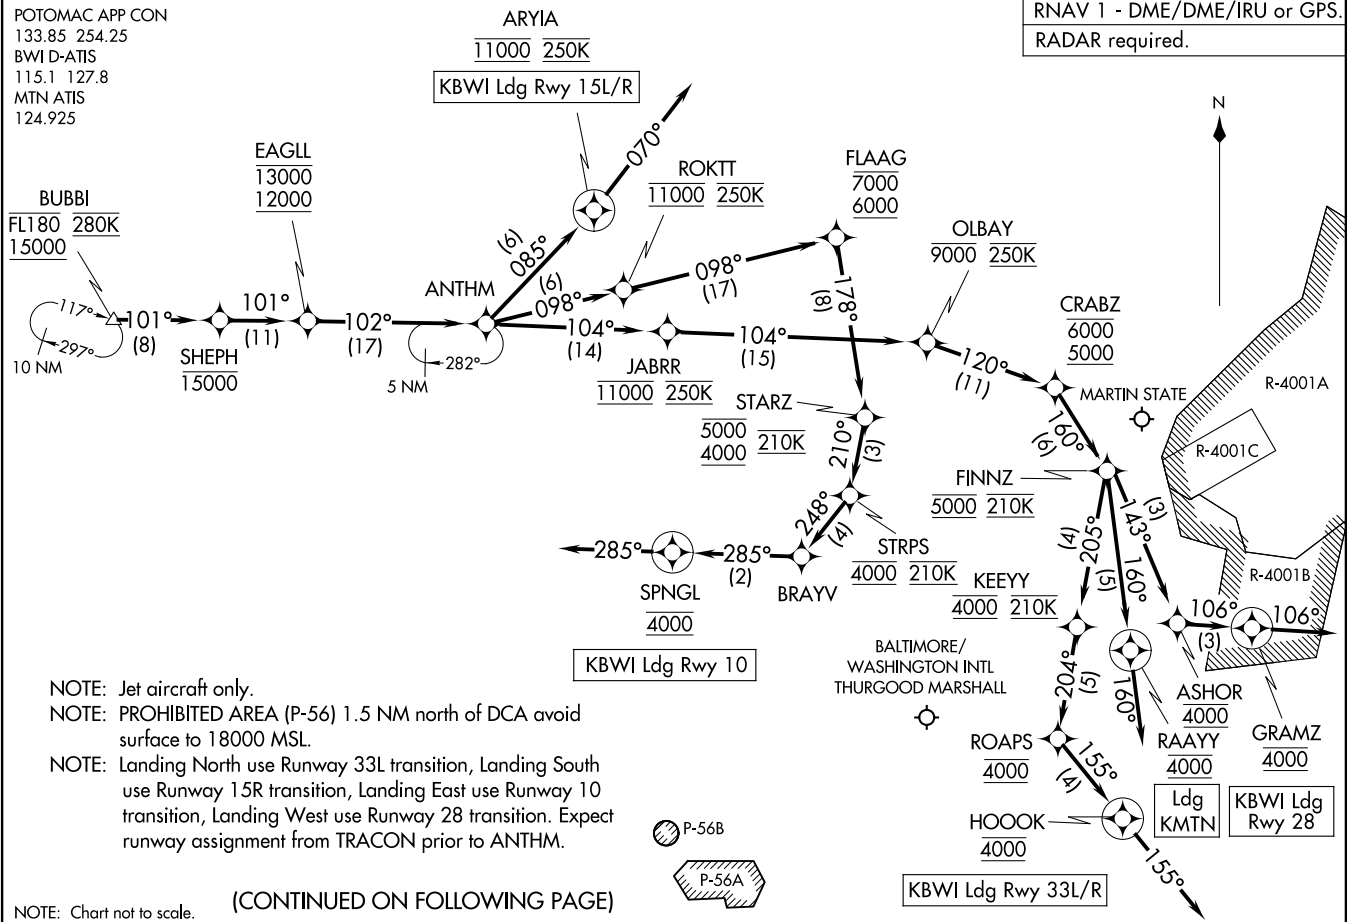 POTOMAC APP CON
133.85 254.25
BWI D-ATIS
115.1 127.8
MTN ATIS
124.925
RNAV 1 - DME/DME/IRU or GPS.
RADAR required.
ARYIA
11000 250K
KBWI Ldg Rwy 15L/R
070°
N
EAGLL
13000
12000
BUBBI
FL180 280K
15000
ROKTT
11000 250K
FLAAG
7000
6000
OLBAY
9000 250K
CRABZ
6000
5000
ANTHM
(6)
085°
(6)
098°
098°
(17)
117°
297°
10 NM
101°
(8)
101°
(11)
SHEPH
15000
102°
(17)
282°
5 NM
104°
(14)
104°
(15)
JABRR
11000 250K
178°
(8)
120°
(11)
MARTIN STATE
R-4001A
R-4001C
R-4001B
STARZ
5000
4000
210K
210°
(3)
160°
(6)
FINNZ
5000 210K
248°
(4)
STRPS
4000 210K
BRAYV
285°
(2)
285°
SPNGL
4000
KBWI Ldg Rwy 10
(4)
205°
(5)
160°
(3)
143°
KEEYY
4000 210K
106°
(3)
106°
BALTIMORE/
WASHINGTON INTL
THURGOOD MARSHALL
204°
(5)
160°
ASHOR
4000
GRAMZ
4000
KBWI Ldg
Rwy 28
RAAYY
4000
Ldg
KMTN
ROAPS
4000
155°
(4)
HOOOK
4000
KBWI Ldg Rwy 33L/R
155°
NOTE: Jet aircraft only.
NOTE: PROHIBITED AREA (P-56) 1.5 NM north of DCA avoid
surface to 18000 MSL.
NOTE: Landing North use Runway 33L transition, Landing South
use Runway 15R transition, Landing East use Runway 10
transition, Landing West use Runway 28 transition. Expect
runway assignment from TRACON prior to ANTHM.
P-56B
P-56A
(CONTINUED ON FOLLOWING PAGE)
NOTE: Chart not to scale.